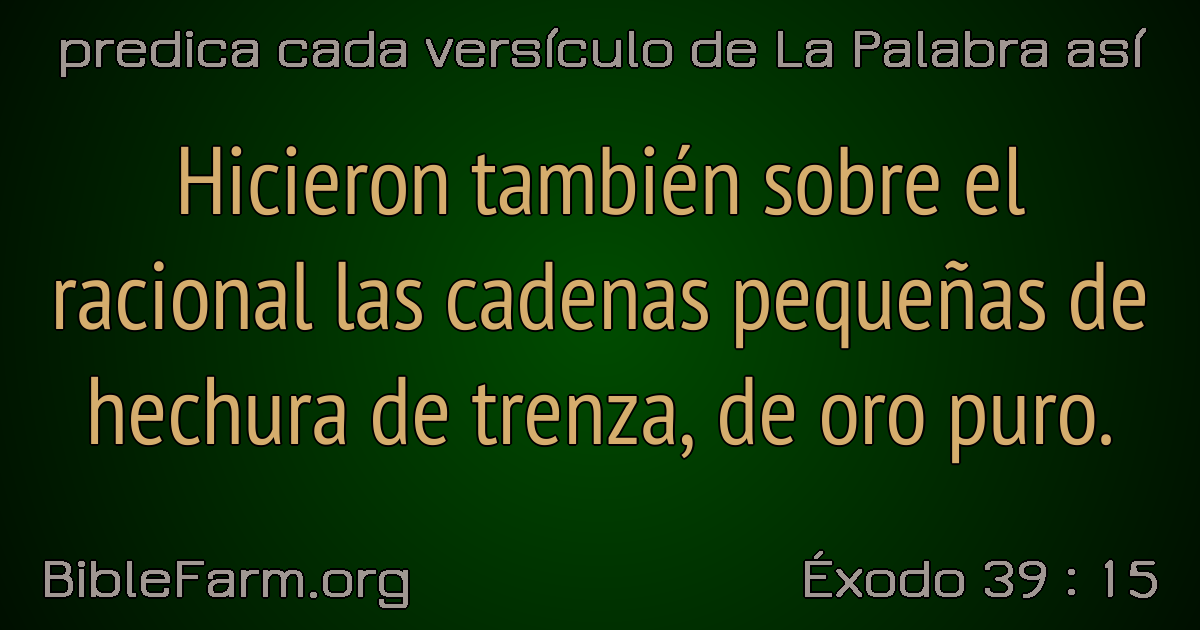 predica cada versículo de La Palabra así
Hicieron también sobre el
racional las cadenas pequeñas de
hechura de trenza, de oro puro.
BibleFarm.org
Éxodo 39 : 15